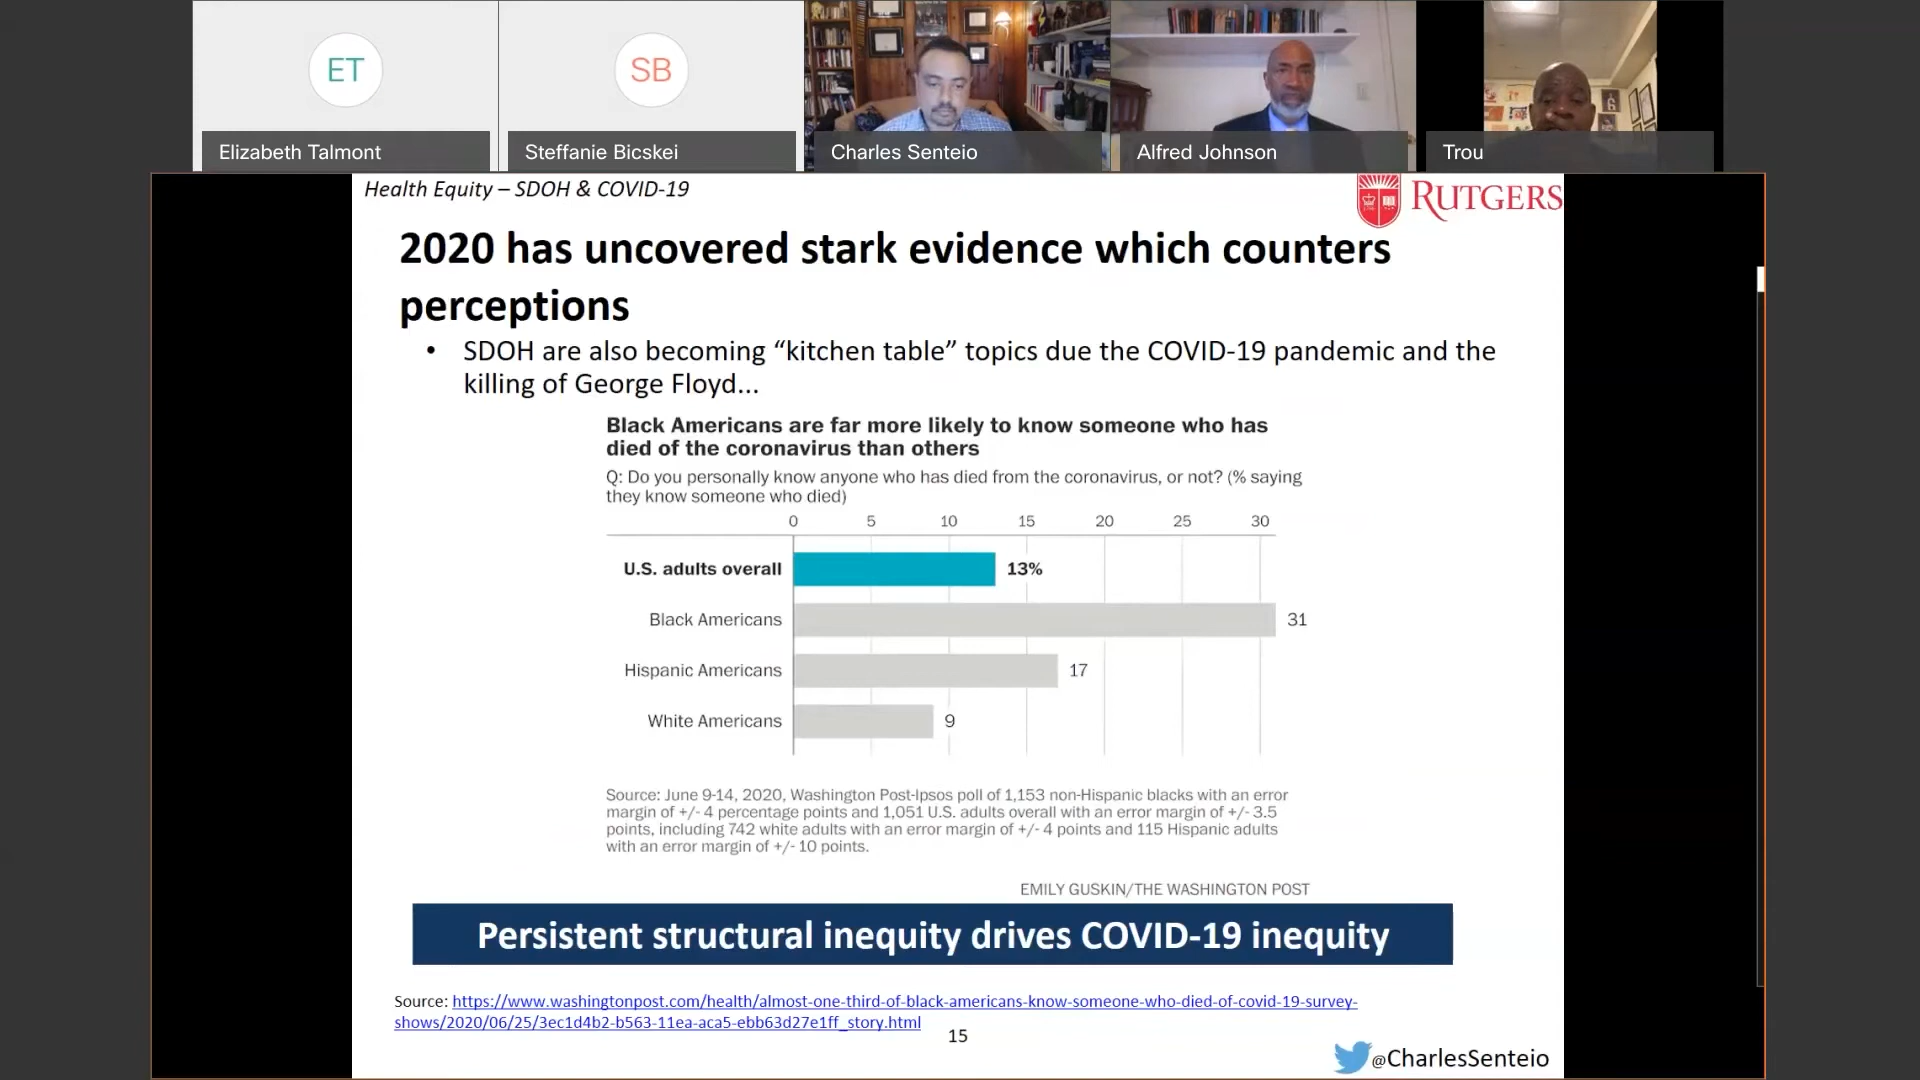 ET
SB
Elizabeth Talmont
Steffanie Bicskei
Charles Senteio
Alfred Johnson
Trou
Health Equity – SDOH & COVID-19
RUTGERS
2020 has uncovered stark evidence which counters
perceptions
• SDOH are also becoming “kitchen table” topics due the COVID-19 pandemic and the
killing of George Floyd...
Black Americans are far more likely to know someone who has
died of the coronavirus than others
Q: Do you personally know anyone who has died from the coronavirus, or not? (% saying
they know someone who died)
0 5 10 15 20 25 30
U.S. adults overall 13%
Black Americans 31
Hispanic Americans 17
White Americans 9
Source: June 9-14, 2020, Washington Post-Ipsos poll of 1,153 non-Hispanic blacks with an error
margin of +/- 4 percentage points and 1,051 U.S. adults overall with an error margin of +/- 3.5
points, including 742 white adults with an error margin of +/- 4 points and 115 Hispanic adults
with an error margin of +/- 10 points.
EMILY GUSKIN/THE WASHINGTON POST
Persistent structural inequity drives COVID-19 inequity
Source: https://www.washingtonpost.com/health/almost-one-third-of-black-americans-know-someone-who-died-of-covid-19-survey-
shows/2020/06/25/3ec1d4b2-b563-11ea-aca5-ebb63d27e1ff_story.html
15
@CharlesSenteio